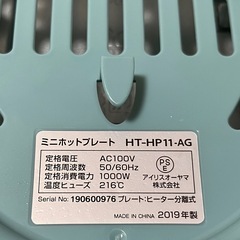 ミニホットプレート HT-HP11-AG
定格電圧 AC100V
定格周波数 50/60Hz
定格消費電力 1000W
温度ヒューズ 216℃
PS
E
アイリスオーヤマ
株式会社
Serial No: 190600976 プレート:ヒーター分離式
MADE IN CHINA 2019年製